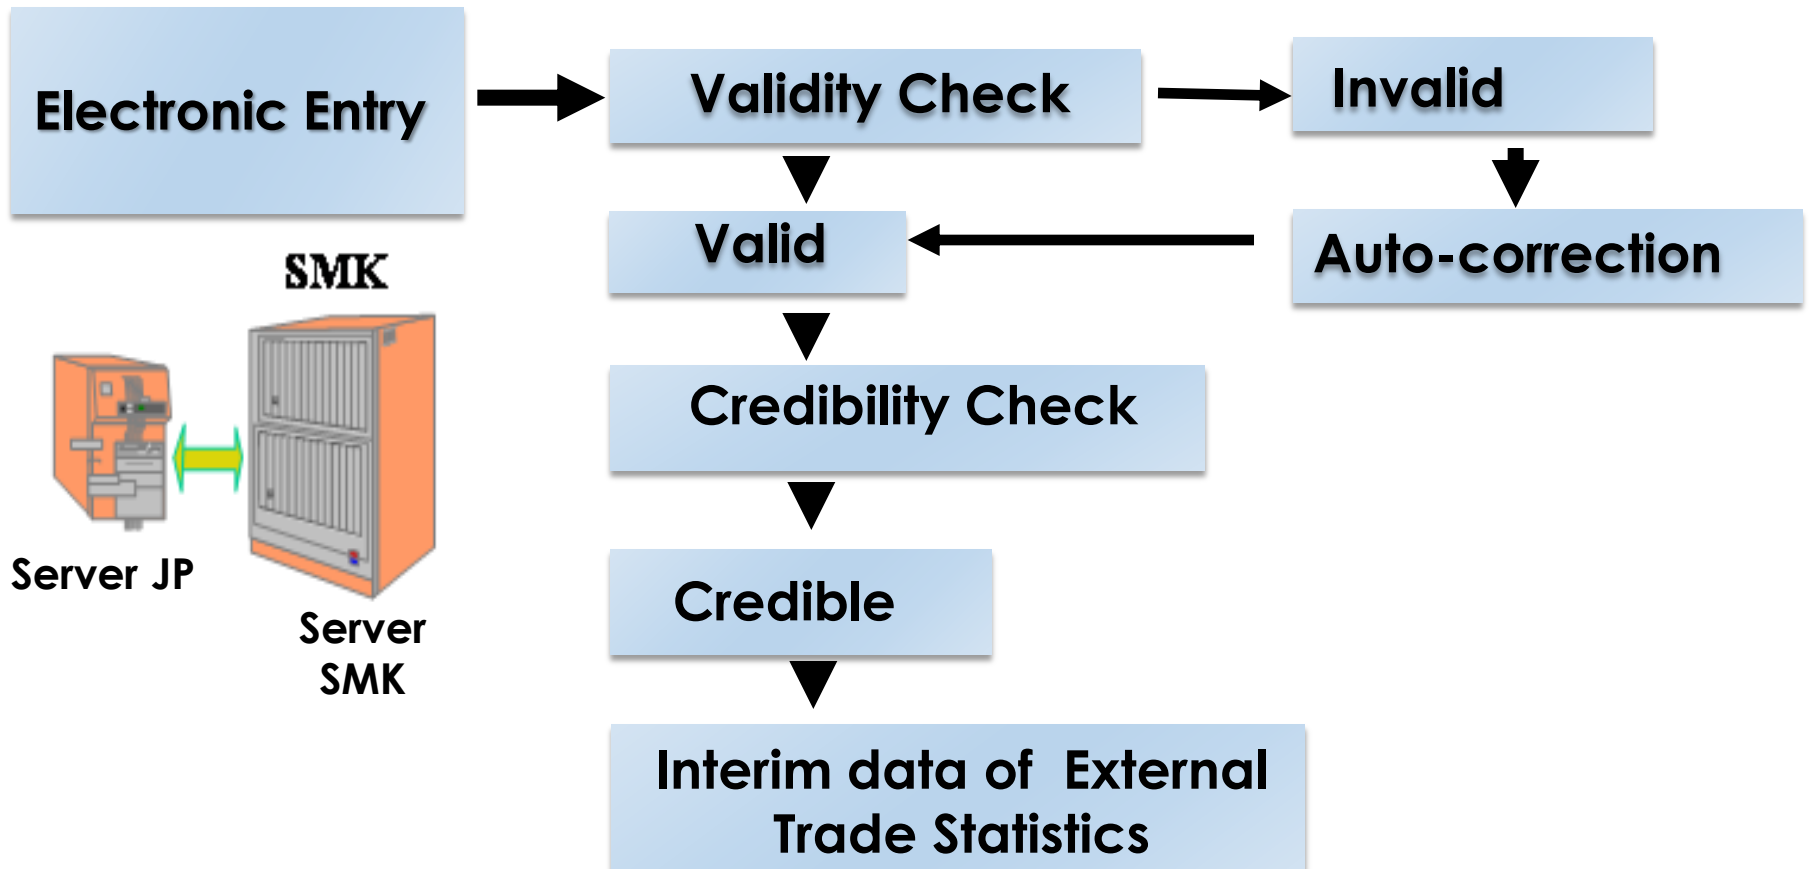 Electronic Entry
Validity Check
Invalid
Valid
Auto-correction
SMK
Credibility Check
Server JP
Server
SMK
Credible
Interim data of External
Trade Statistics